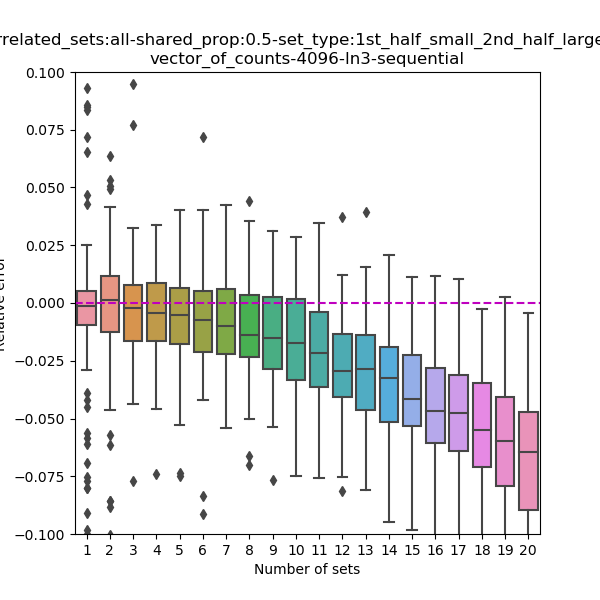 rrelated_sets:all-shared_prop:0.5-set_type:1st_half_small_2nd_half_large
vector_of_counts-4096-ln3-sequential
0.100
0.075
0.050
0.025
0.000
−0.025
−0.050
−0.075
−0.100
Relative error
1 2 3 4 5 6 7 8 9 10 11 12 13 14 15 16 17 18 19 20
Number of sets